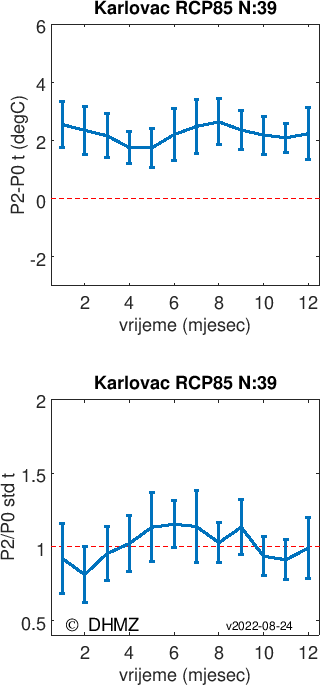 Karlovac RCP85 N:39
6
4
2
0
-2
P2-P0 t (degC)
2 4 6 8 10 12
vrijeme (mjesec)
Karlovac RCP85 N:39
2
1.5
1
0.5
P2/P0 std t
© DHMZ
v2022-08-24
2 4 6 8 10 12
vrijeme (mjesec)